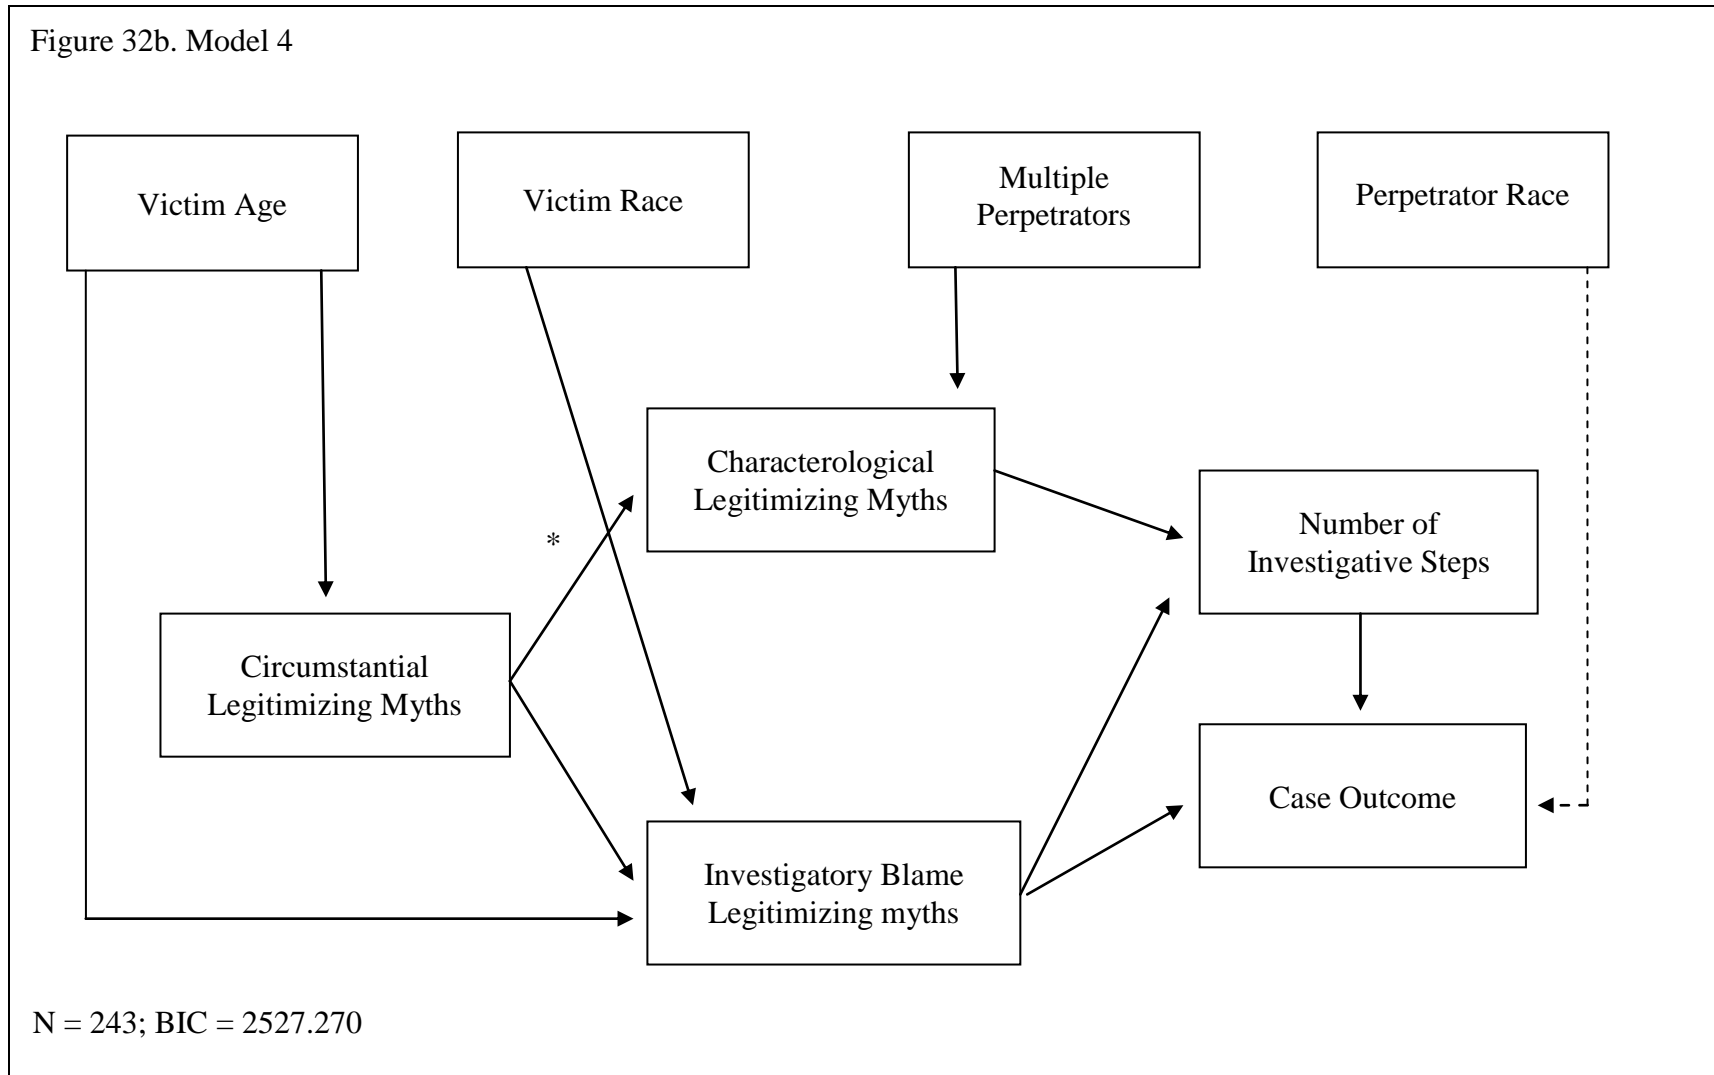 Figure 32b. Model 4
Victim Age
Victim Race
Multiple
Perpetrators
Perpetrator Race
Characterological
Legitimizing Myths
Number of
Investigative Steps
*
Circumstantial
Legitimizing Myths
Case Outcome
Investigatory Blame
Legitimizing myths
N = 243; BIC = 2527.270